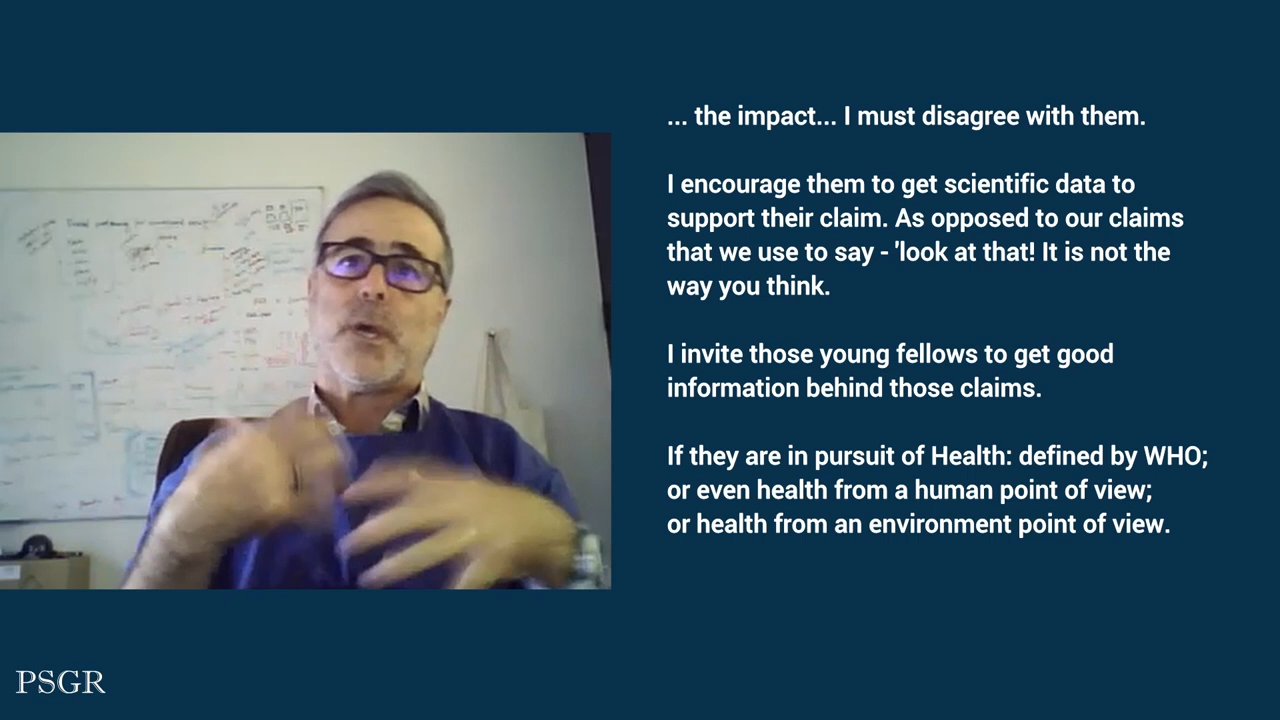 ... the impact... I must disagree with them.
I encourage them to get scientific data to
support their claim. As opposed to our claims
that we use to say - 'look at that! It is not the
way you think.
I invite those young fellows to get good
information behind those claims.
If they are in pursuit of Health: defined by WHO;
or even health from a human point of view;
or health from an environment point of view.
PSGR